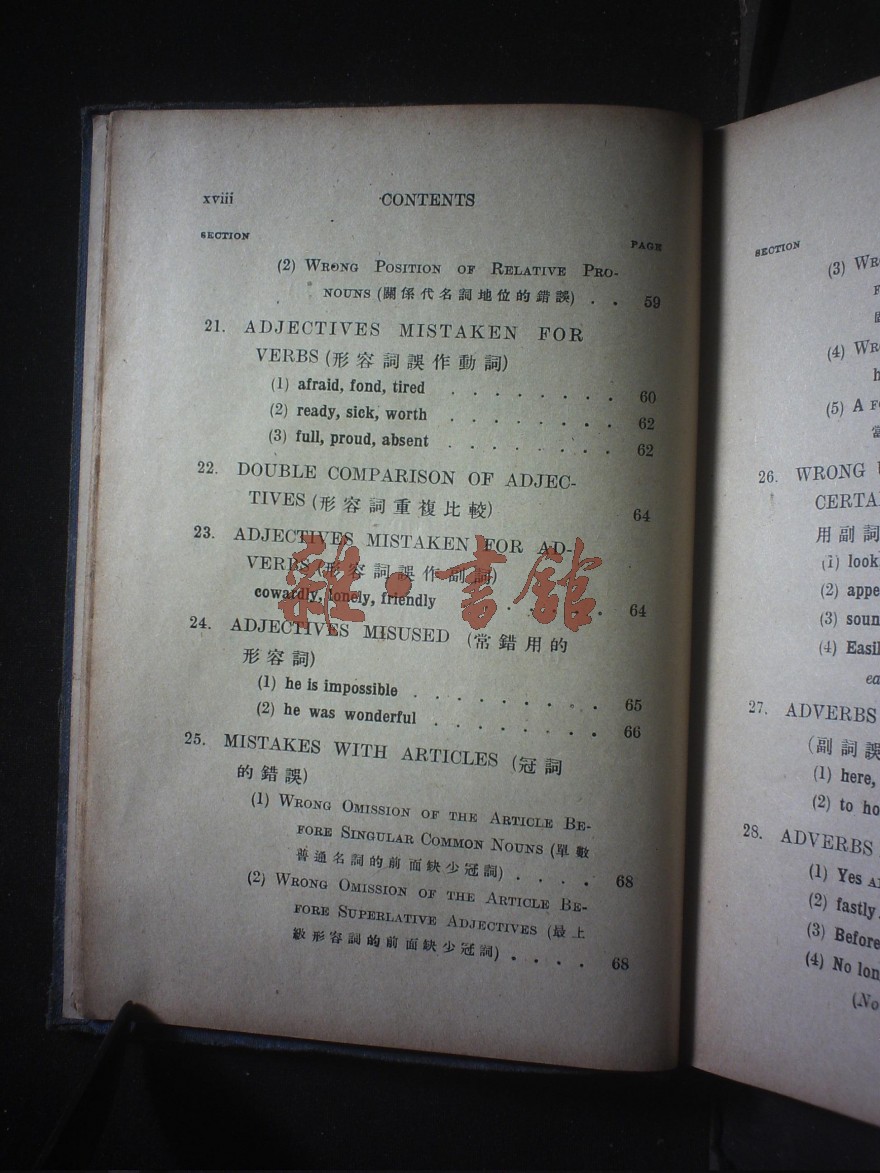 xviii CONTENTS
SECTION PAGE
(2) WRONG POSITION OF RELATIVE PRO-
NOUNS (關係代名詞地位的錯誤) . . 59
21. ADJECTIVES MISTAKEN FOR
VERBS (形容詞誤作動詞)
(1) afraid, fond, tired . . . . . . . 60
(2) ready, sick, worth . . . . . . . 62
(3) full, proud, absent . . . . . . . 62
22. DOUBLE COMPARISON OF ADJEC-
TIVES (形容詞重複比較) 64
23. ADJECTIVES MISTAKEN FOR AD-
VERBS (形容詞誤作副詞)
cowardly, lonely, friendly . . . . . 64
24. ADJECTIVES MISUSED (常錯用的
形容詞)
(1) he is impossible . . . . . . . 65
(2) he was wonderful . . . . . . . 66
25. MISTAKES WITH ARTICLES (冠詞
的錯誤)
(1) WRONG OMISSION OF THE ARTICLE BE-
FORE SINGULAR COMMON NOUNS (單數
普通名詞的前面缺少冠詞) . . . . 68
(2) WRONG OMISSION OF THE ARTICLE BE-
FORE SUPERLATIVE ADJECTIVES (最上
級形容詞的前面缺少冠詞) . . . . 68
雜·書館
SECTION
(3)
(4)
(5) A
26. WRONG
用副詞
(1)
(2)
(3)
(4)
27. ADVERBS
(副詞誤
(1) here,
(2) to
28. ADVERBS
(1) Yes
(2) fastly
(3) Before
(4) No
(No